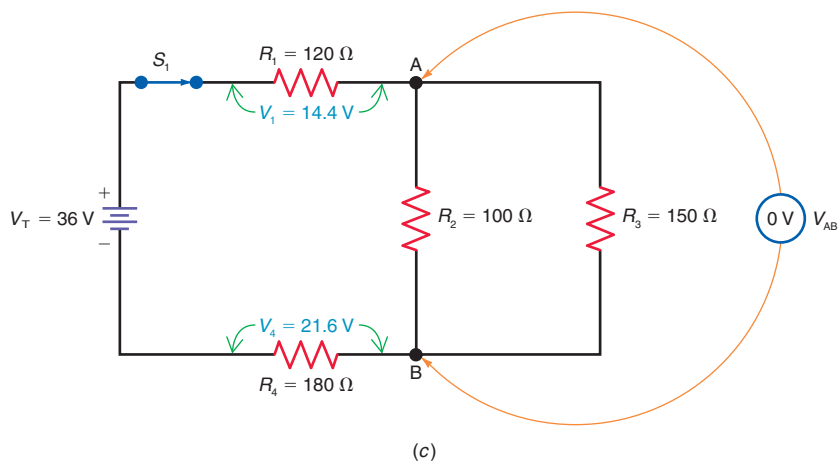 S1
R1 = 120 Ω
A
V1 = 14.4 V
+
VT = 36 V
−
R2 = 100 Ω
R3 = 150 Ω
0 V
VAB
V4 = 21.6 V
B
R4 = 180 Ω
(c)